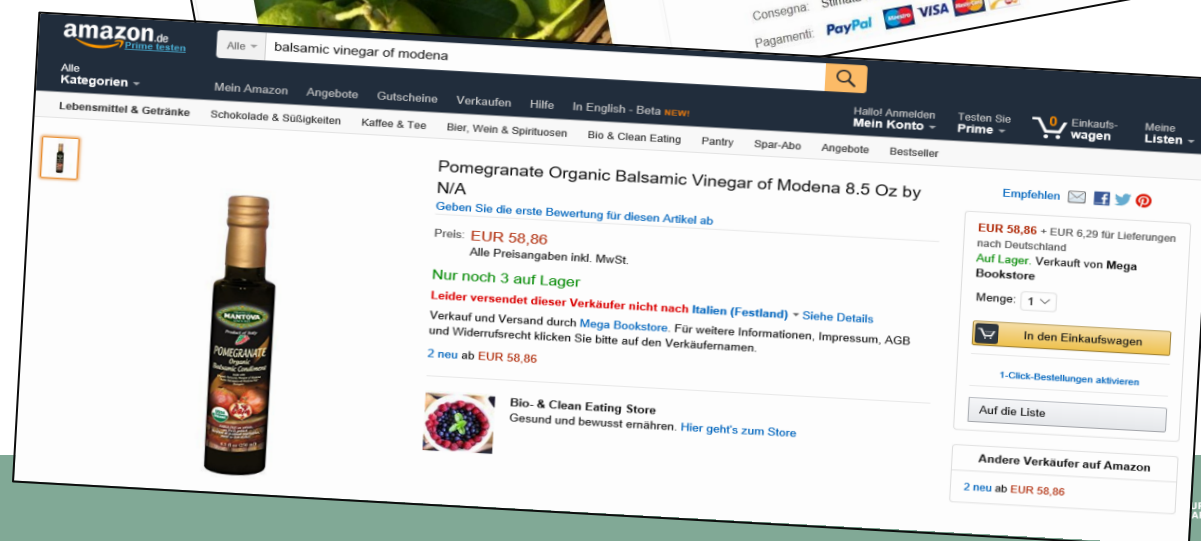 Consegna:
Pagamenti: PayPal Maestro VISA
amazon.de
Prime testen
Alle balsamic vinegar of modena
Alle
Kategorien
Mein Amazon Angebote Gutscheine Verkaufen Hilfe In English - Beta NEW!
Hallo! Anmelden
Mein Konto
Testen Sie
Prime
0 Einkaufs-
wagen
Meine
Listen
Lebensmittel & Getränke Schokolade & Süßigkeiten Kaffee & Tee Bier, Wein & Spirituosen Bio & Clean Eating Pantry Spar-Abo Angebote Bestseller
Pomegranate Organic Balsamic Vinegar of Modena 8.5 Oz by
N/A
Geben Sie die erste Bewertung für diesen Artikel ab
Preis: EUR 58,86
Alle Preisangaben inkl. MwSt.
Nur noch 3 auf Lager
Leider versendet dieser Verkäufer nicht nach Italien (Festland) Siehe Details
Verkauf und Versand durch Mega Bookstore. Für weitere Informationen, Impressum, AGB
und Widerrufsrecht klicken Sie bitte auf den Verkäufernamen.
2 neu ab EUR 58,86
Bio- & Clean Eating Store
Gesund und bewusst ernähren. Hier geht's zum Store
MANTOVA
Product of Italy
POMEGRANATE
Organic
Balsamic Condiment
Empfehlen
EUR 58,86 + EUR 6,29 für Lieferungen
nach Deutschland
Auf Lager. Verkauft von Mega
Bookstore
Menge: 1
In den Einkaufswagen
1-Click-Bestellungen aktivieren
Auf die Liste
Andere Verkäufer auf Amazon
2 neu ab EUR 58,86